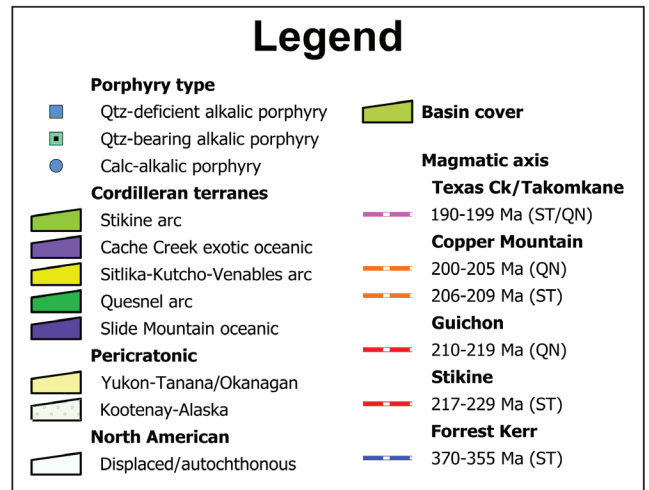 Legend
Porphyry type
Qtz-deficient alkalic porphyry
Qtz-bearing alkalic porphyry
Calc-alkalic porphyry
Cordilleran terranes
Stikine arc
Cache Creek exotic oceanic
Sitlika-Kutcho-Venables arc
Quesnel arc
Slide Mountain oceanic
Pericratonic
Yukon-Tanana/Okanagan
Kootenay-Alaska
North American
Displaced/autochthonous
Basin cover
Magmatic axis
Texas Ck/Takomkane
190-199 Ma (ST/QN)
Copper Mountain
200-205 Ma (QN)
206-209 Ma (ST)
Guichon
210-219 Ma (QN)
Stikine
217-229 Ma (ST)
Forrest Kerr
370-355 Ma (ST)